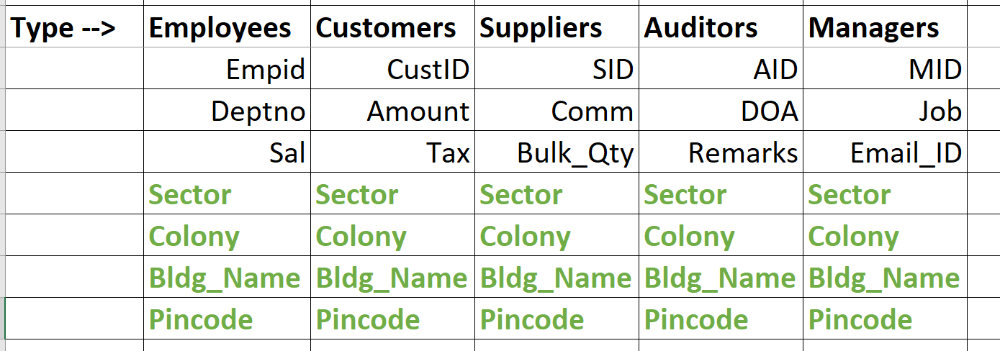 Type --> Employees Customers Suppliers Auditors Managers
Empid CustID SID AID MID
Deptno Amount Comm DOA Job
Sal Tax Bulk_Qty Remarks Email_ID
Sector Sector Sector Sector Sector
Colony Colony Colony Colony Colony
Bldg_Name Bldg_Name Bldg_Name Bldg_Name Bldg_Name
Pincode Pincode Pincode Pincode Pincode